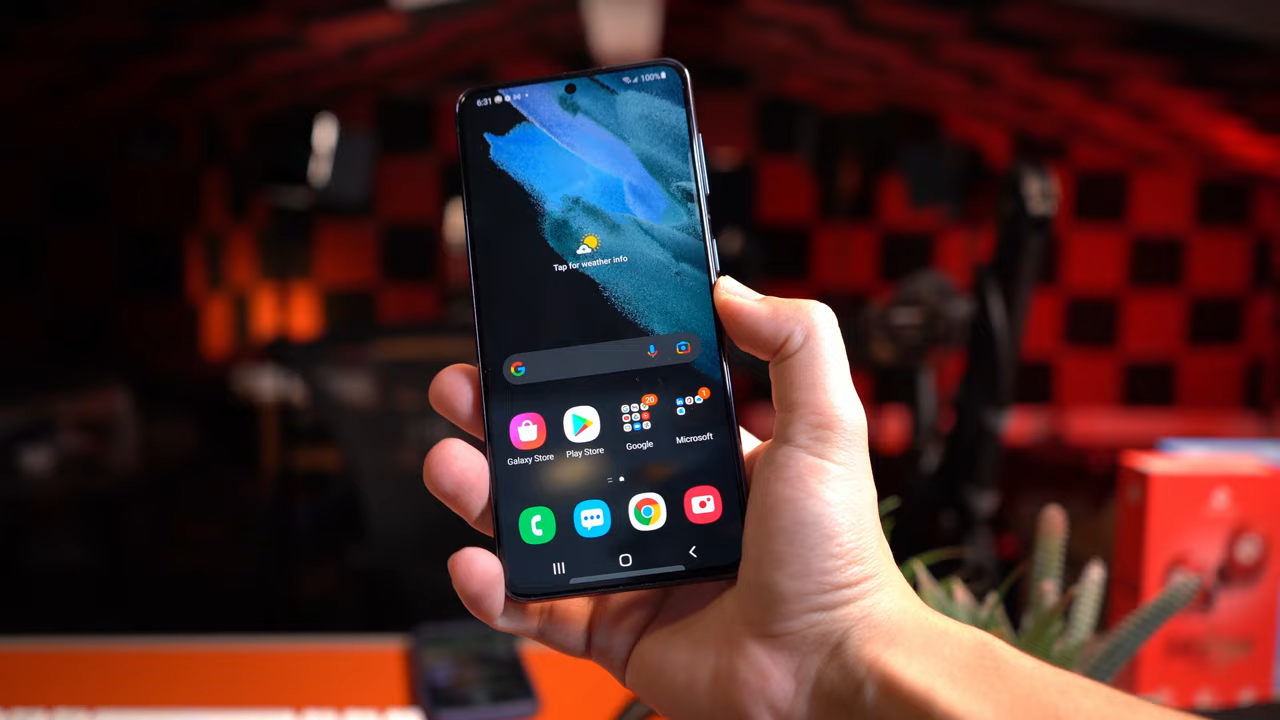 6:31
100%
Tap for weather info
G
20
1
Galaxy Store
Play Store
Google
Microsoft